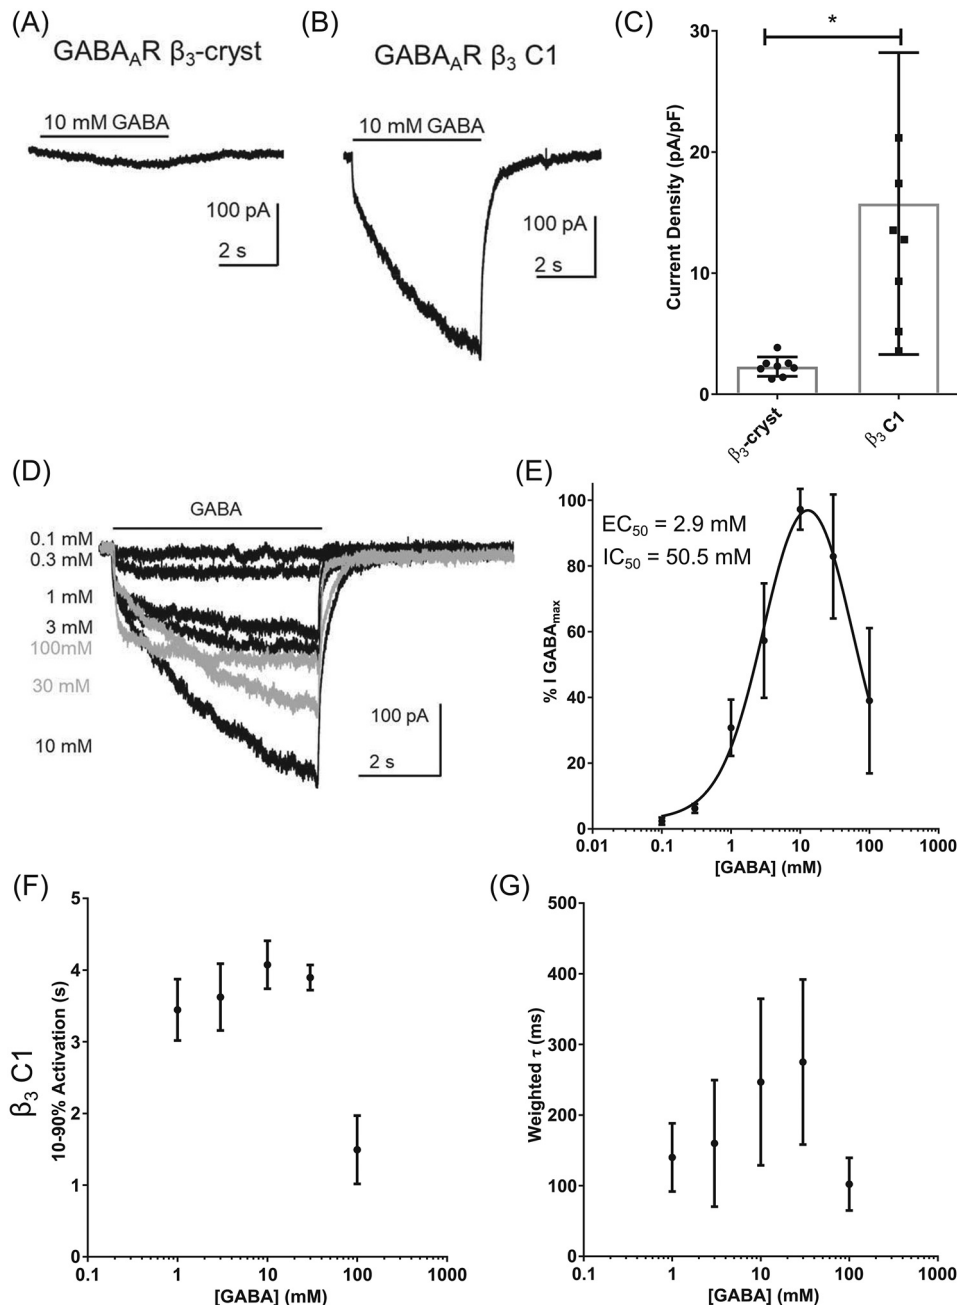 (A)
GABA_AR β₃-cryst
10 mM GABA
100 pA
2 s
(B)
GABA_AR β₃ C1
10 mM GABA
100 pA
2 s
(C)
*
30
20
10
0
Current Density (pA/pF)
β₃-cryst
β₃ C1
(D)
GABA
0.1 mM
0.3 mM
1 mM
3 mM
100mM
30 mM
10 mM
100 pA
2 s
(E)
EC₅₀ = 2.9 mM
IC₅₀ = 50.5 mM
% I GABA_max
100
80
60
40
20
0
0.01 0.1 1 10 100 1000
[GABA] (mM)
(F)
β₃ C1
10-90% Activation (s)
5
4
3
2
1
0
0.1 1 10 100 1000
[GABA] (mM)
(G)
Weighted τ (ms)
500
400
300
200
100
0
0.1 1 10 100 1000
[GABA] (mM)